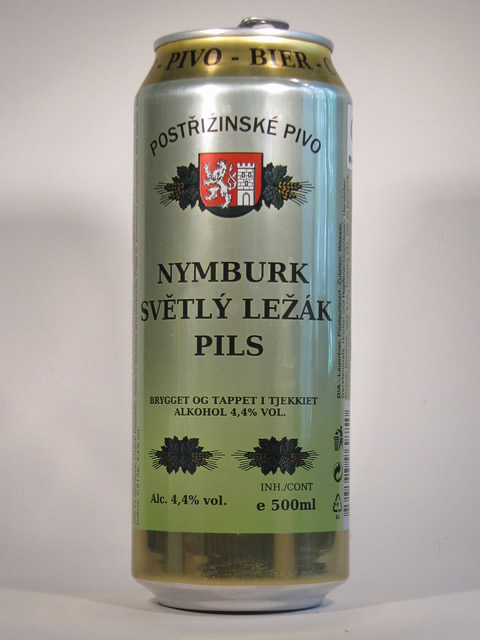 - PIVO - BIER -
POSTŘIŽINSKÉ PIVO
NYMBURK
SVĚTLÝ LEŽÁK
PILS
BRYGGET OG TAPPET I TJEKKIET
ALKOHOL 4,4% VOL.
Alc. 4,4% vol.
INH./CONT
e 500ml